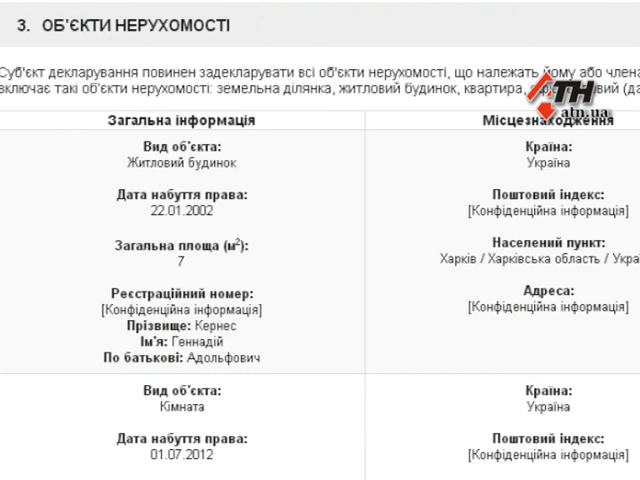 3. ОБ'ЄКТИ НЕРУХОМОСТІ
Суб'єкт декларування повинен задекларувати всі об'єкти нерухомості, що належать йому або члена
включає такі об'єкти нерухомості: земельна ділянка, житловий будинок, квартира,
АТН
atn.ua
Загальна інформація
Місцезнаходження
Вид об'єкта:
Житловий будинок
Дата набуття права:
22.01.2002
Загальна площа (м2):
7
Реєстраційний номер:
[Конфіденційна інформація]
Прізвище: Кернес
Ім'я: Геннадій
По батькові: Адольфович
Країна:
Україна
Поштовий індекс:
[Конфіденційна інформація]
Населений пункт:
Харків / Харківська область / Украї
Адреса:
[Конфіденційна інформація]
Вид об'єкта:
Кімната
Дата набуття права:
01.07.2012
Країна:
Україна
Поштовий індекс:
[Конфіденційна інформація]